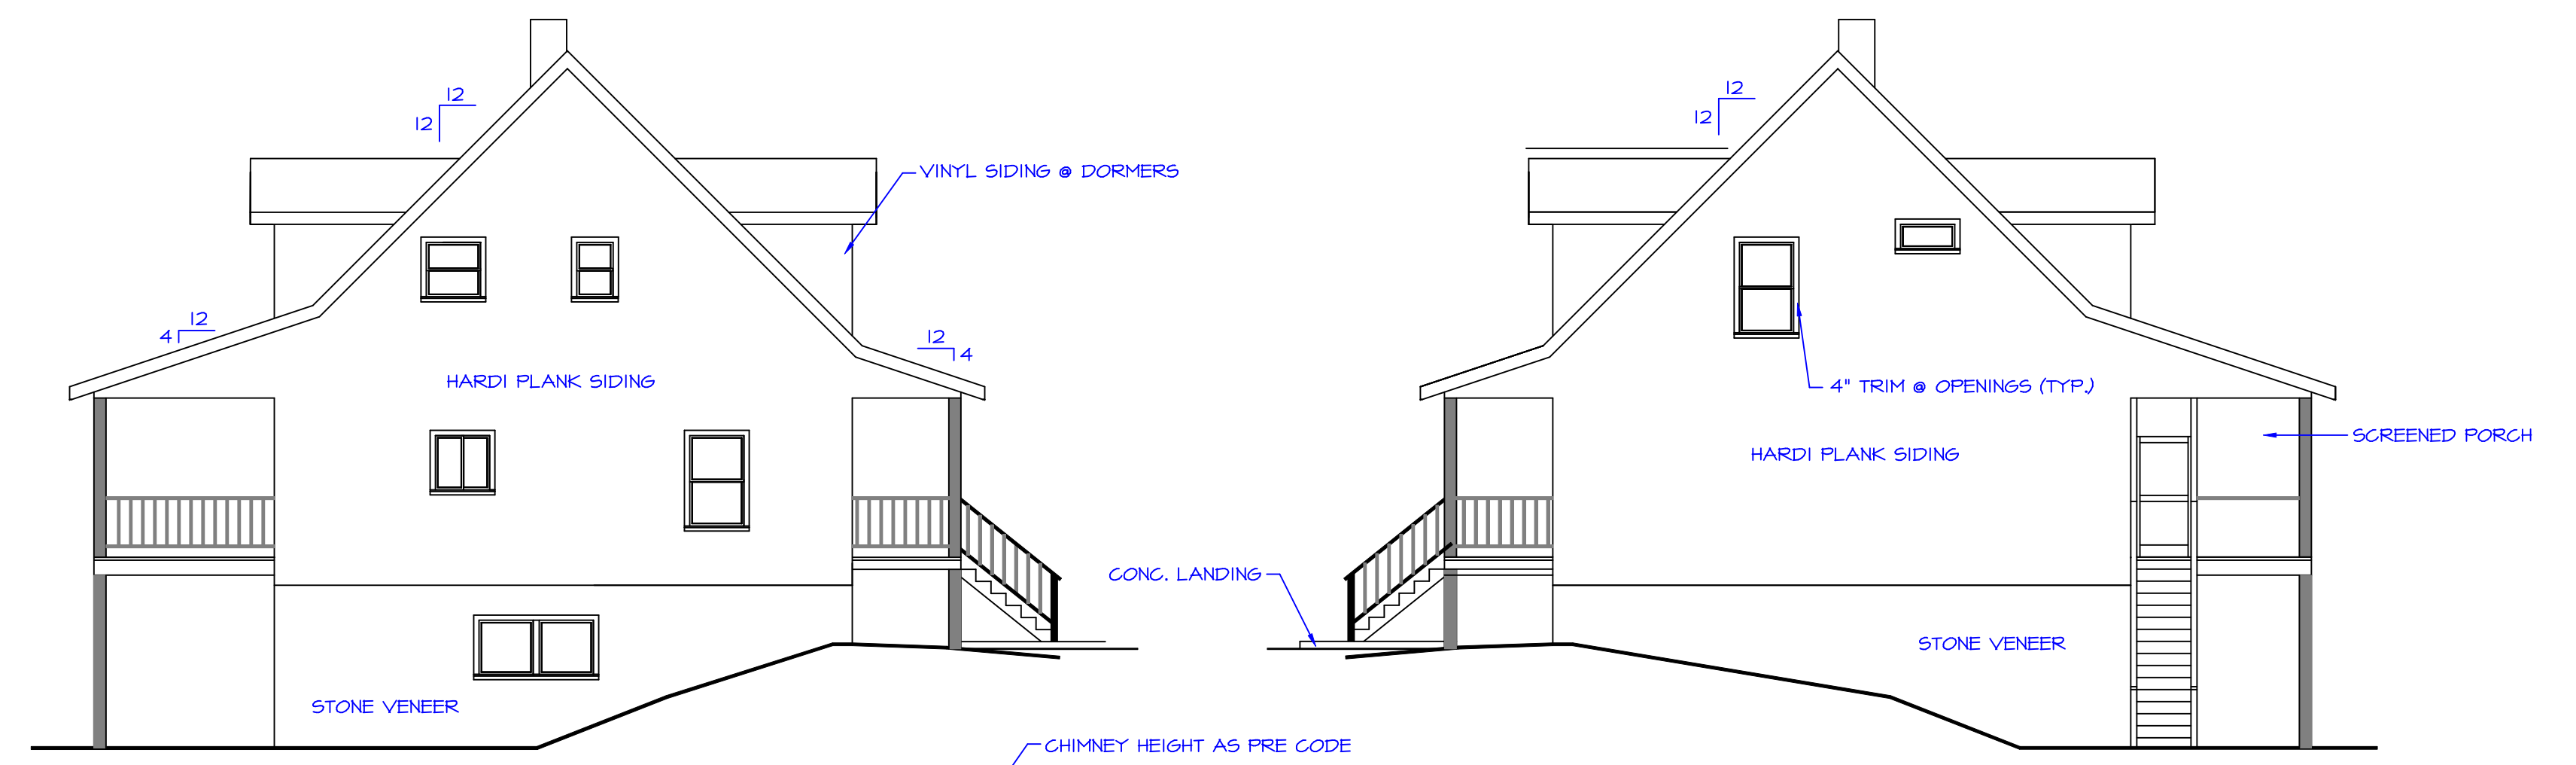 12
12
VINYL SIDING @ DORMERS
4
12
12
4
HARDI PLANK SIDING
STONE VENEER
12
12
4" TRIM @ OPENINGS (TYP.)
HARDI PLANK SIDING
SCREENED PORCH
CONC. LANDING
STONE VENEER
CHIMNEY HEIGHT AS PRE CODE